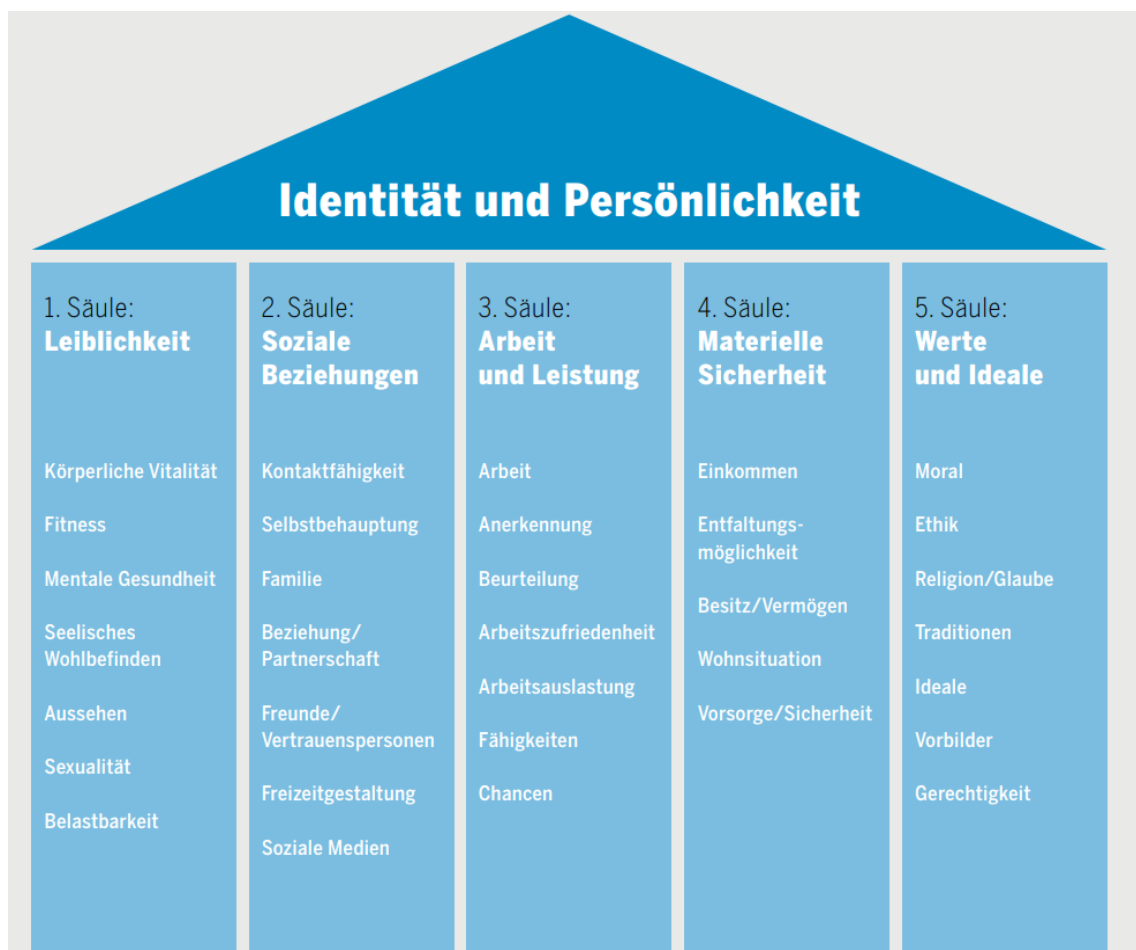 Identität und Persönlichkeit
1. Säule:
Leiblichkeit
Körperliche Vitalität
Fitness
Mentale Gesundheit
Seelisches
Wohlbefinden
Aussehen
Sexualität
Belastbarkeit
2. Säule:
Soziale
Beziehungen
Kontaktfähigkeit
Selbstbehauptung
Familie
Beziehung/
Partnerschaft
Freunde/
Vertrauenspersonen
Freizeitgestaltung
Soziale Medien
3. Säule:
Arbeit
und Leistung
Arbeit
Anerkennung
Beurteilung
Arbeitszufriedenheit
Arbeitsauslastung
Fähigkeiten
Chancen
4. Säule:
Materielle
Sicherheit
Einkommen
Entfaltungs-
möglichkeit
Besitz/Vermögen
Wohnsituation
Vorsorge/Sicherheit
5. Säule:
Werte
und Ideale
Moral
Ethik
Religion/Glaube
Traditionen
Ideale
Vorbilder
Gerechtigkeit